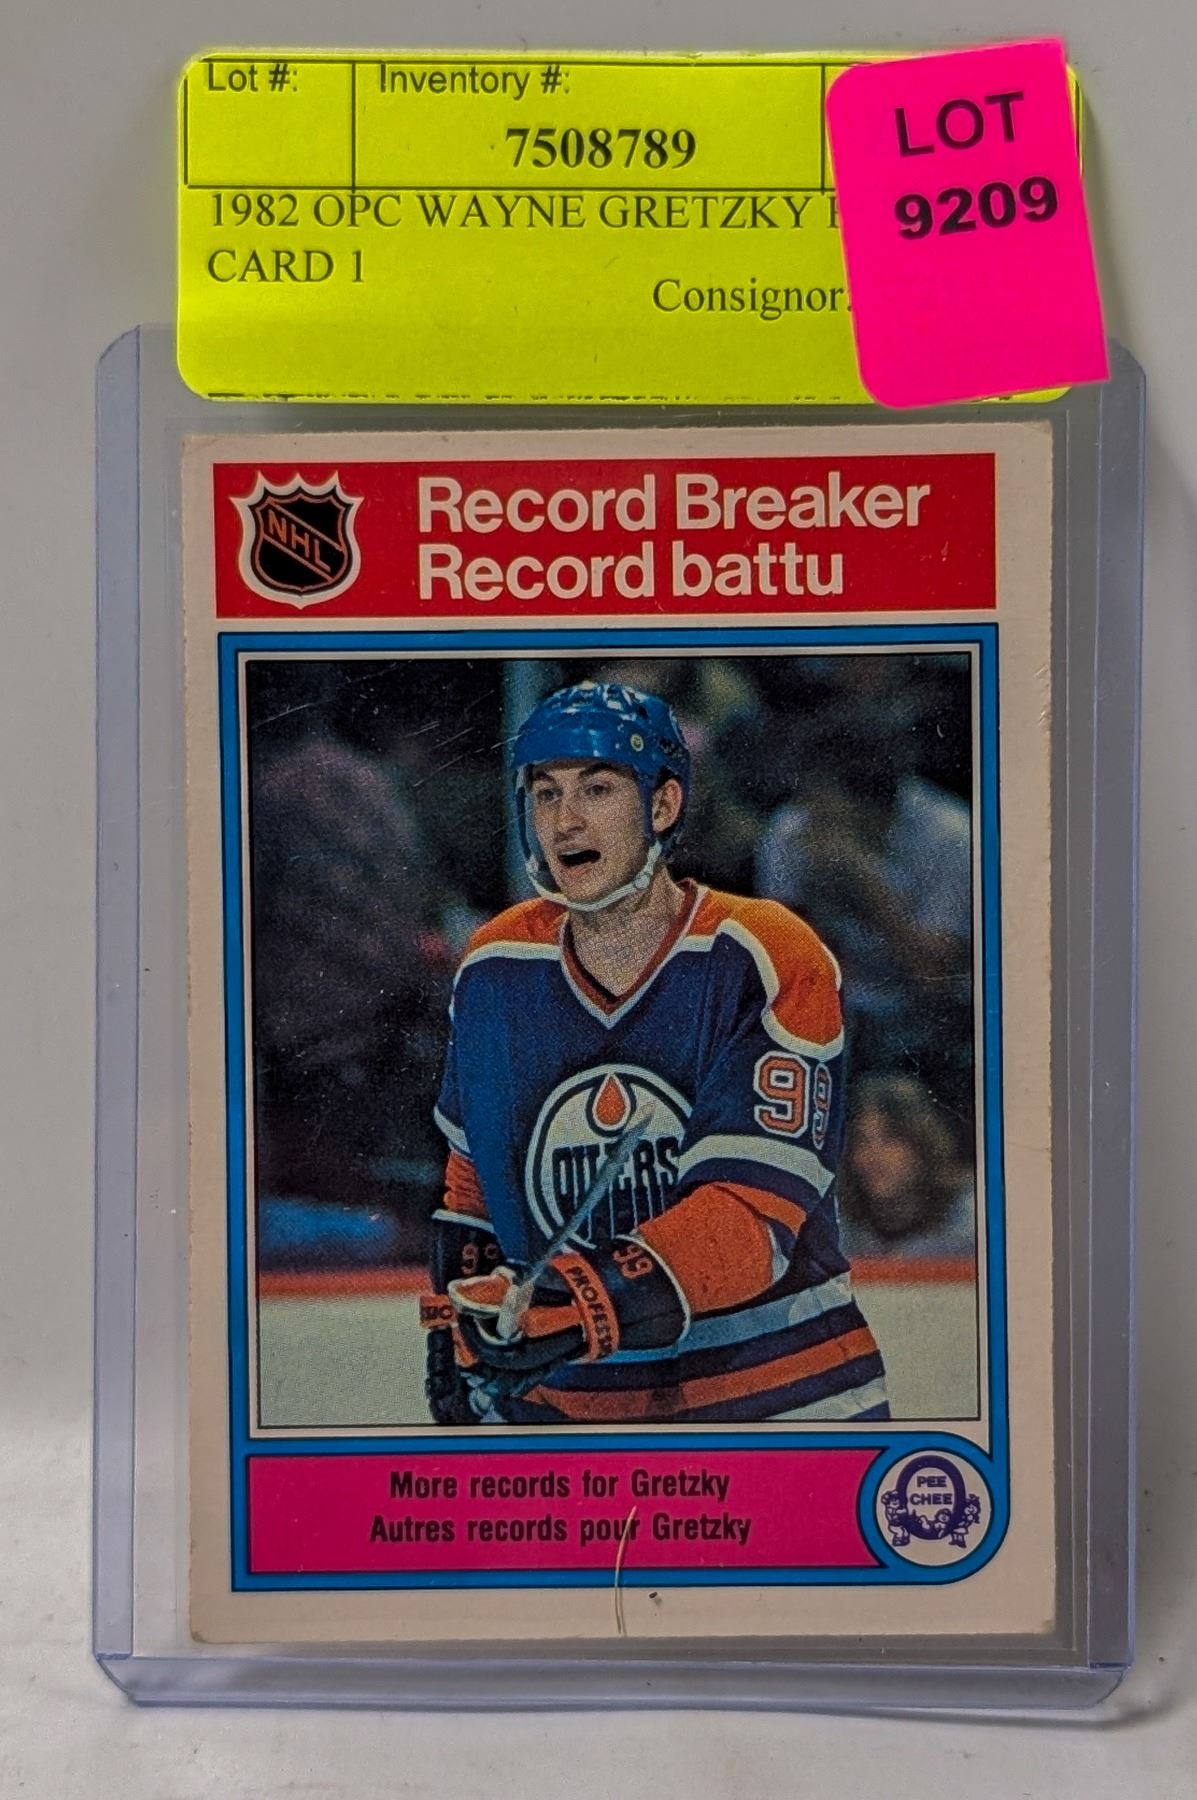 Lot #:
Inventory #:
7508789
LOT
9209
1982 OPC WAYNE GRETZKY
CARD 1
Consignor:
NHL
Record Breaker
Record battu
99
OILERS
99
99
PROFESS
More records for Gretzky
Autres records pour Gretzky
PEE
CHEE